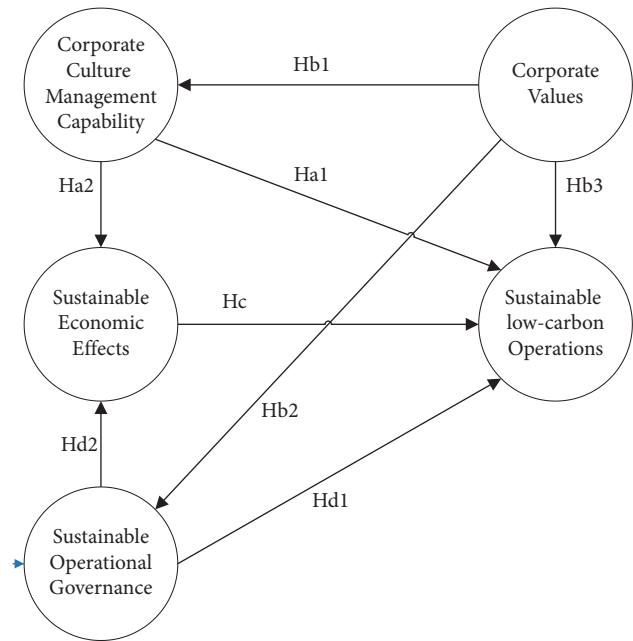 Corporate
Culture
Management
Capability
Hb1
Corporate
Values
Ha2
Ha1
Hb3
Sustainable
Economic
Effects
Hc
Sustainable
low-carbon
Operations
Hd2
Hb2
Hd1
Sustainable
Operational
Governance